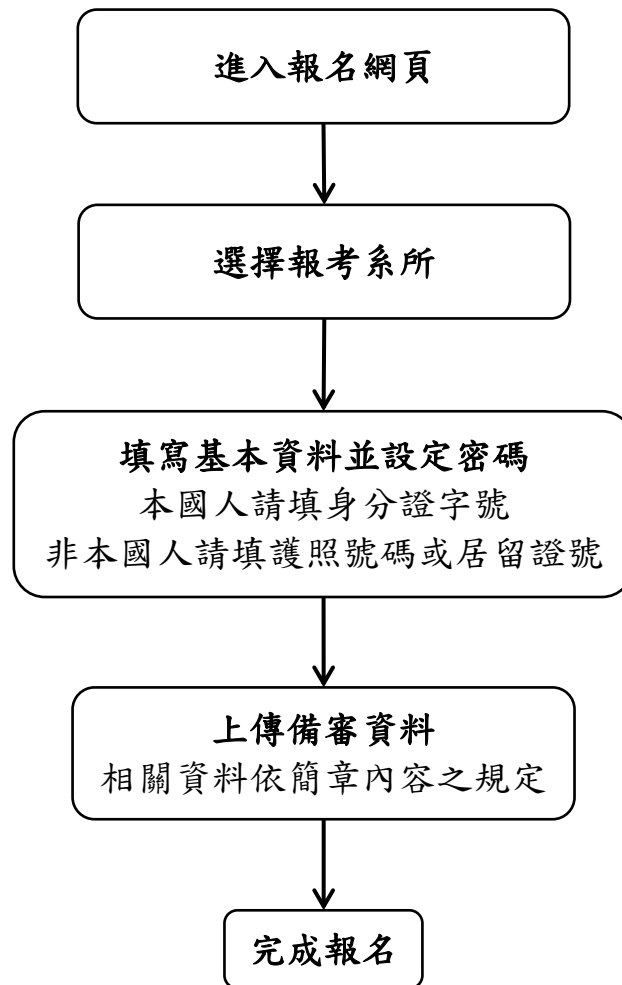 進入報名網頁
選擇報考系所
填寫基本資料並設定密碼
本國人請填身分證字號
非本國人請填護照號碼或居留證號
上傳備審資料
相關資料依簡章內容之規定
完成報名